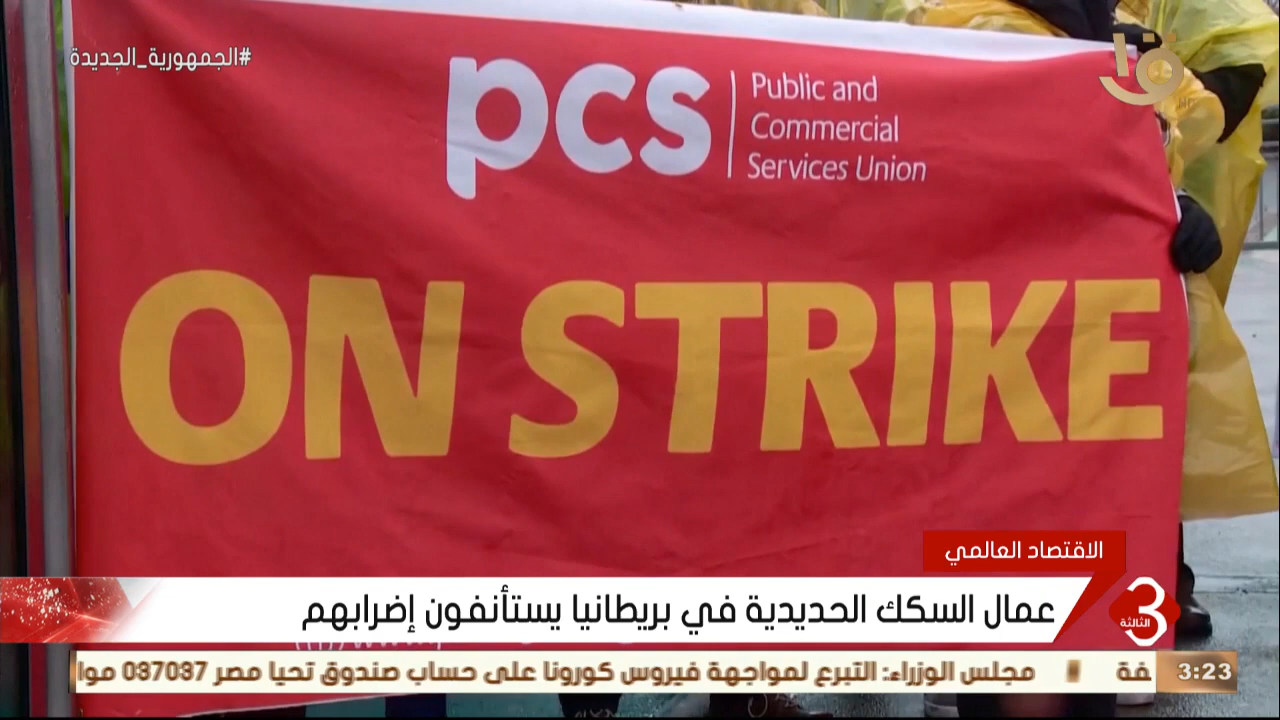 #الجمهورية_الجديدة
pcs
Public and
Commercial
Services Union
ON STRIKE
الاقتصاد العالمي
عمال السكك الحديدية في بريطانيا يستأنفون إضرابهم
3
الثالثة
مجلس الوزراء: التبرع لمواجهة فيروس كورونا على حساب صندوق تحيا مصر 037037
3:23